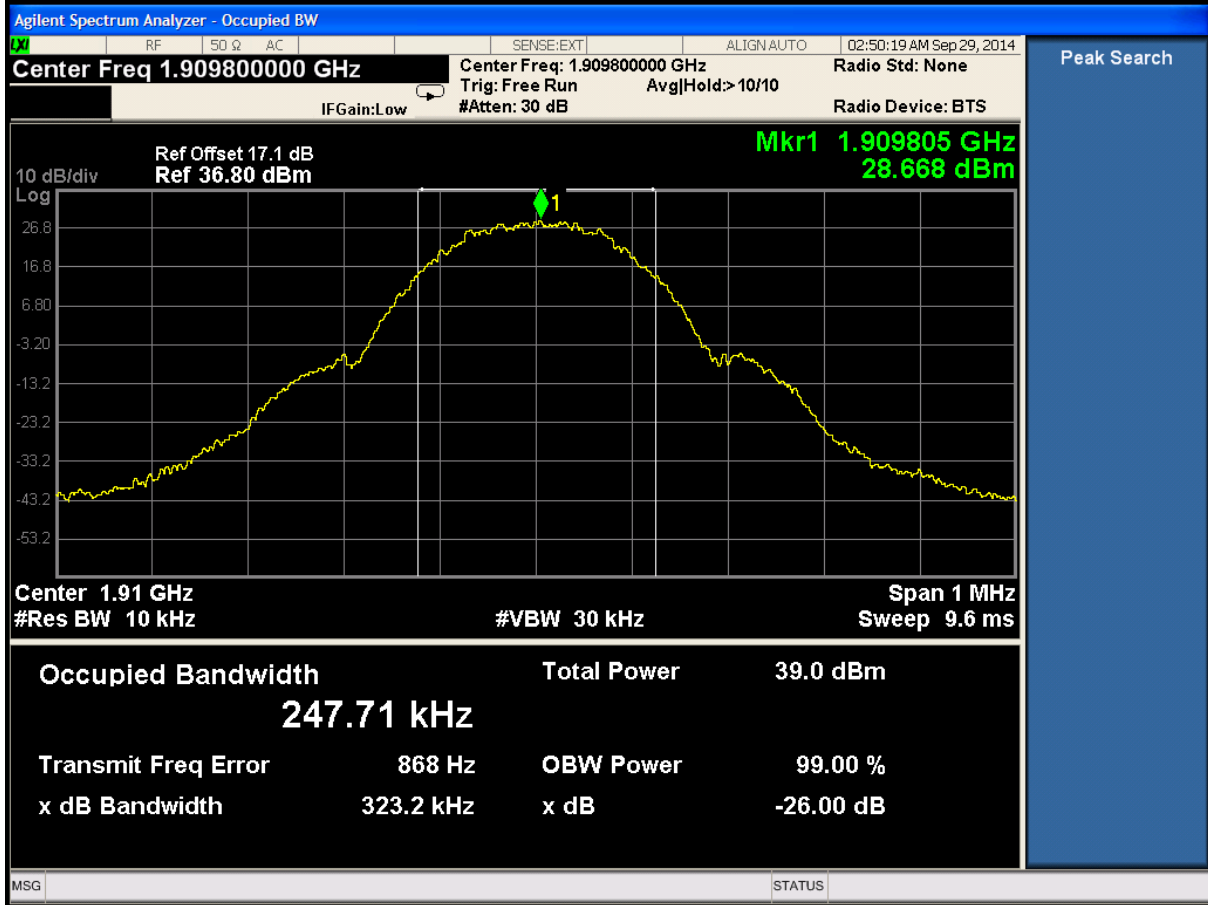 Agilent Spectrum Analyzer - Occupied BW
LXI RF 50 Ω AC SENSE:EXT ALIGN AUTO 02:50:19 AM Sep 29, 2014
Center Freq 1.909800000 GHz
Center Freq: 1.909800000 GHz
Radio Std: None
Trig: Free Run Avg|Hold:> 10/10
IFGain:Low #Atten: 30 dB Radio Device: BTS
Peak Search
Mkr1 1.909805 GHz
28.668 dBm
Ref Offset 17.1 dB
10 dB/div Ref 36.80 dBm
Log
1
26.8
16.8
6.80
-3.20
-13.2
-23.2
-33.2
-43.2
-53.2
Center 1.91 GHz Span 1 MHz
#Res BW 10 kHz #VBW 30 kHz Sweep 9.6 ms
Occupied Bandwidth Total Power 39.0 dBm
247.71 kHz
Transmit Freq Error 868 Hz OBW Power 99.00 %
x dB Bandwidth 323.2 kHz x dB -26.00 dB
MSG STATUS